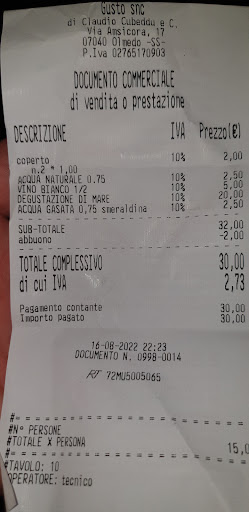 Gusto snc
di Claudio Cubeddu e C.
Via Amsicora, 17
07040 Olmedo -SS-
P.Iva 02765170903
DOCUMENTO COMMERCIALE
di vendita o prestazione
DESCRIZIONE IVA Prezzo(€)
coperto 10% 2,00
n.2 * 1,00
ACQUA NATURALE 0.75 10% 2,50
VINO BIANCO 1/2 10% 5,00
DEGUSTAZIONE DI MARE 10% 20,00
ACQUA GASATA 0,75 smeraldina 10% 2,50
SUB-TOTALE 32,00
abbuono 2,00
TOTALE COMPLESSIVO 30,00
di cui IVA 2,73
Pagamento contante 30,00
Importo pagato 30,00
16-08-2022 22:23
DOCUMENTO N. 0998-0014
RT 72MU5005065
#N° PERSONE
#TOTALE X PERSONA 15,0
#TAVOLO: 10
OPERATORE: tecnico